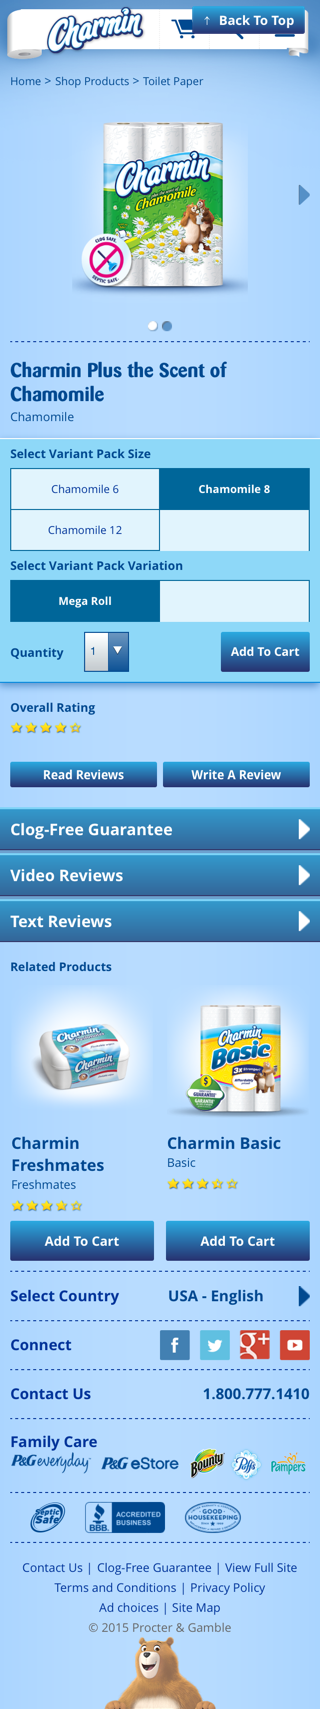 Charmin
↑ Back To Top
Home > Shop Products > Toilet Paper
Charmin
plus the scent of
Chamomile
CLOG SAFE.
SEPTIC SAFE.
Charmin Plus the Scent of
Chamomile
Chamomile
Select Variant Pack Size
Chamomile 6
Chamomile 8
Chamomile 12
Select Variant Pack Variation
Mega Roll
Quantity
1
Add To Cart
Overall Rating
Read Reviews
Write A Review
Clog-Free Guarantee
Video Reviews
Text Reviews
Related Products
Charmin
freshmates
Charmin
freshmates
Charmin
Basic
3x
Charmin
Freshmates
Freshmates
Charmin Basic
Basic
Add To Cart
Add To Cart
Select Country
USA - English
Connect
f
g+
Contact Us
1.800.777.1410
Family Care
P&G everyday
P&G eStore
Bounty
Puffs
Pampers
Septic Safe
BBB
ACCREDITED
BUSINESS
GOOD
HOUSEKEEPING
Contact Us | Clog-Free Guarantee | View Full Site
Terms and Conditions | Privacy Policy
Ad choices | Site Map
© 2015 Procter & Gamble